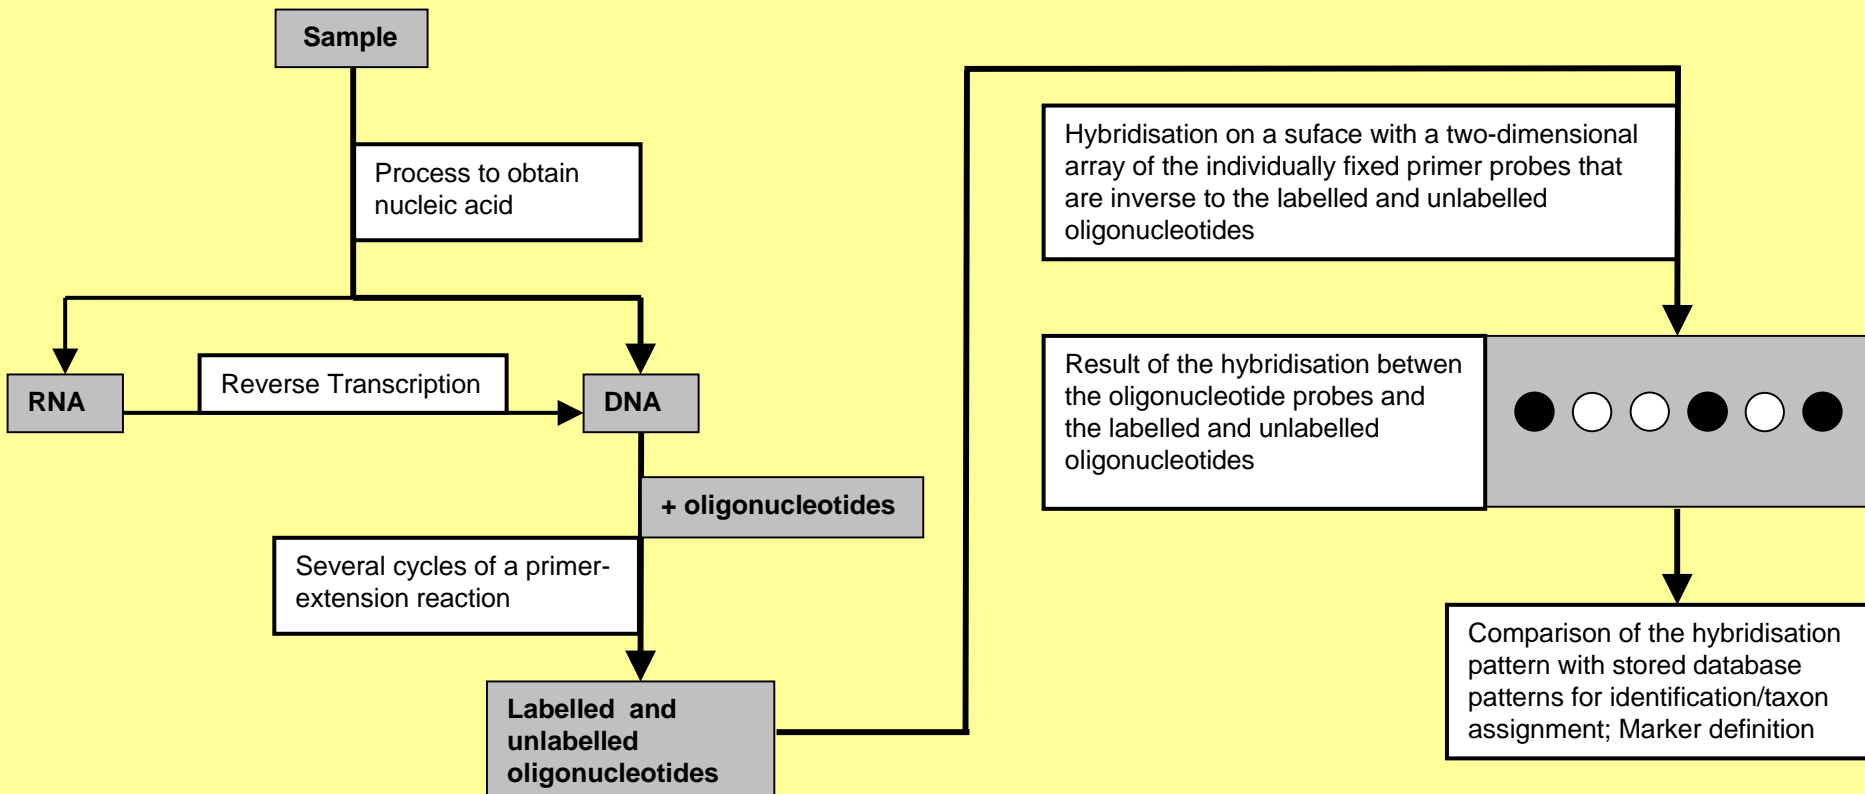 Sample
Process to obtain
nucleic acid
RNA
Reverse Transcription
DNA
+ oligonucleotides
Several cycles of a primer-
extension reaction
Labelled and
unlabelled
oligonucleotides
Hybridisation on a suface with a two-dimensional
array of the individually fixed primer probes that
are inverse to the labelled and unlabelled
oligonucleotides
Result of the hybridisation betwen
the oligonucleotide probes and
the labelled and unlabelled
oligonucleotides
Comparison of the hybridisation
pattern with stored database
patterns for identification/taxon
assignment; Marker definition